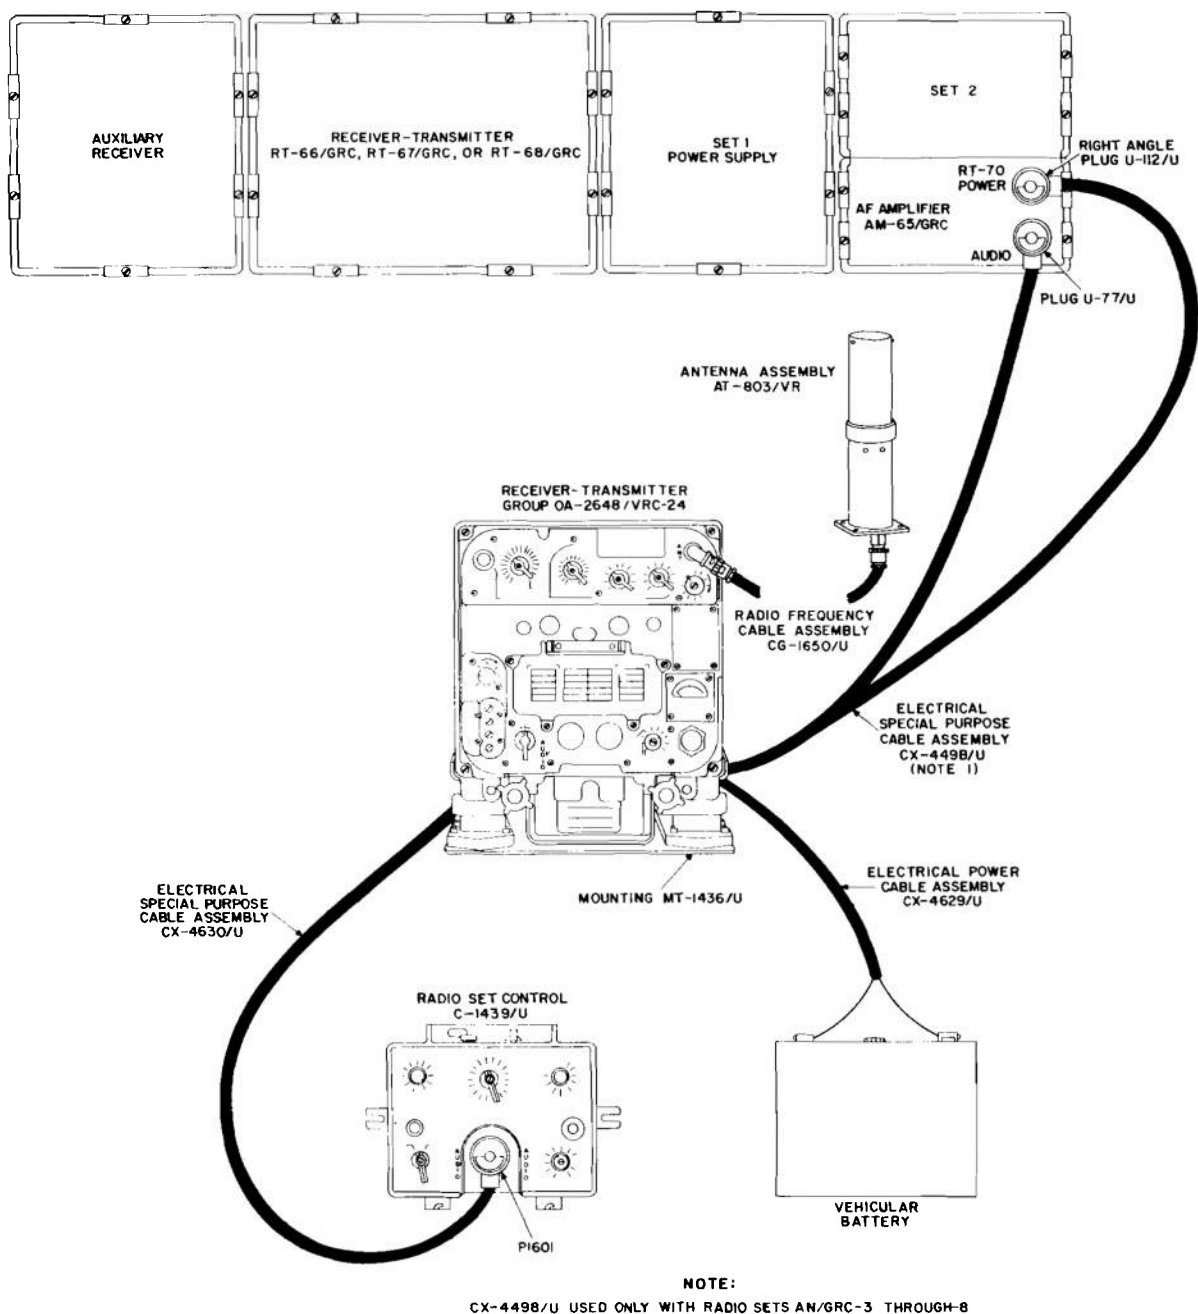 AUXILIARY
RECEIVER
RECEIVER-TRANSMITTER
RT-66/GRC, RT-67/GRC, OR RT-68/GRC
SET 1
POWER SUPPLY
SET 2
RT-70
POWER
RIGHT ANGLE
PLUG U-112/U
AF AMPLIFIER
AM-65/GRC
AUDIO
PLUG U-77/U
ANTENNA ASSEMBLY
AT-803/VR
RECEIVER-TRANSMITTER
GROUP OA-2648/VRC-24
ANT
RADIO FREQUENCY
CABLE ASSEMBLY
CG-1650/U
AUDIO
ELECTRICAL
SPECIAL PURPOSE
CABLE ASSEMBLY
CX-4498/U
(NOTE 1)
MOUNTING MT-1436/U
ELECTRICAL POWER
CABLE ASSEMBLY
CX-4629/U
ELECTRICAL
SPECIAL PURPOSE
CABLE ASSEMBLY
CX-4630/U
RADIO SET CONTROL
C-1439/U
AUDIO
AUDIO
P1601
VEHICULAR
BATTERY
NOTE:
CX-4498/U USED ONLY WITH RADIO SETS AN/GRC-3 THROUGH-8